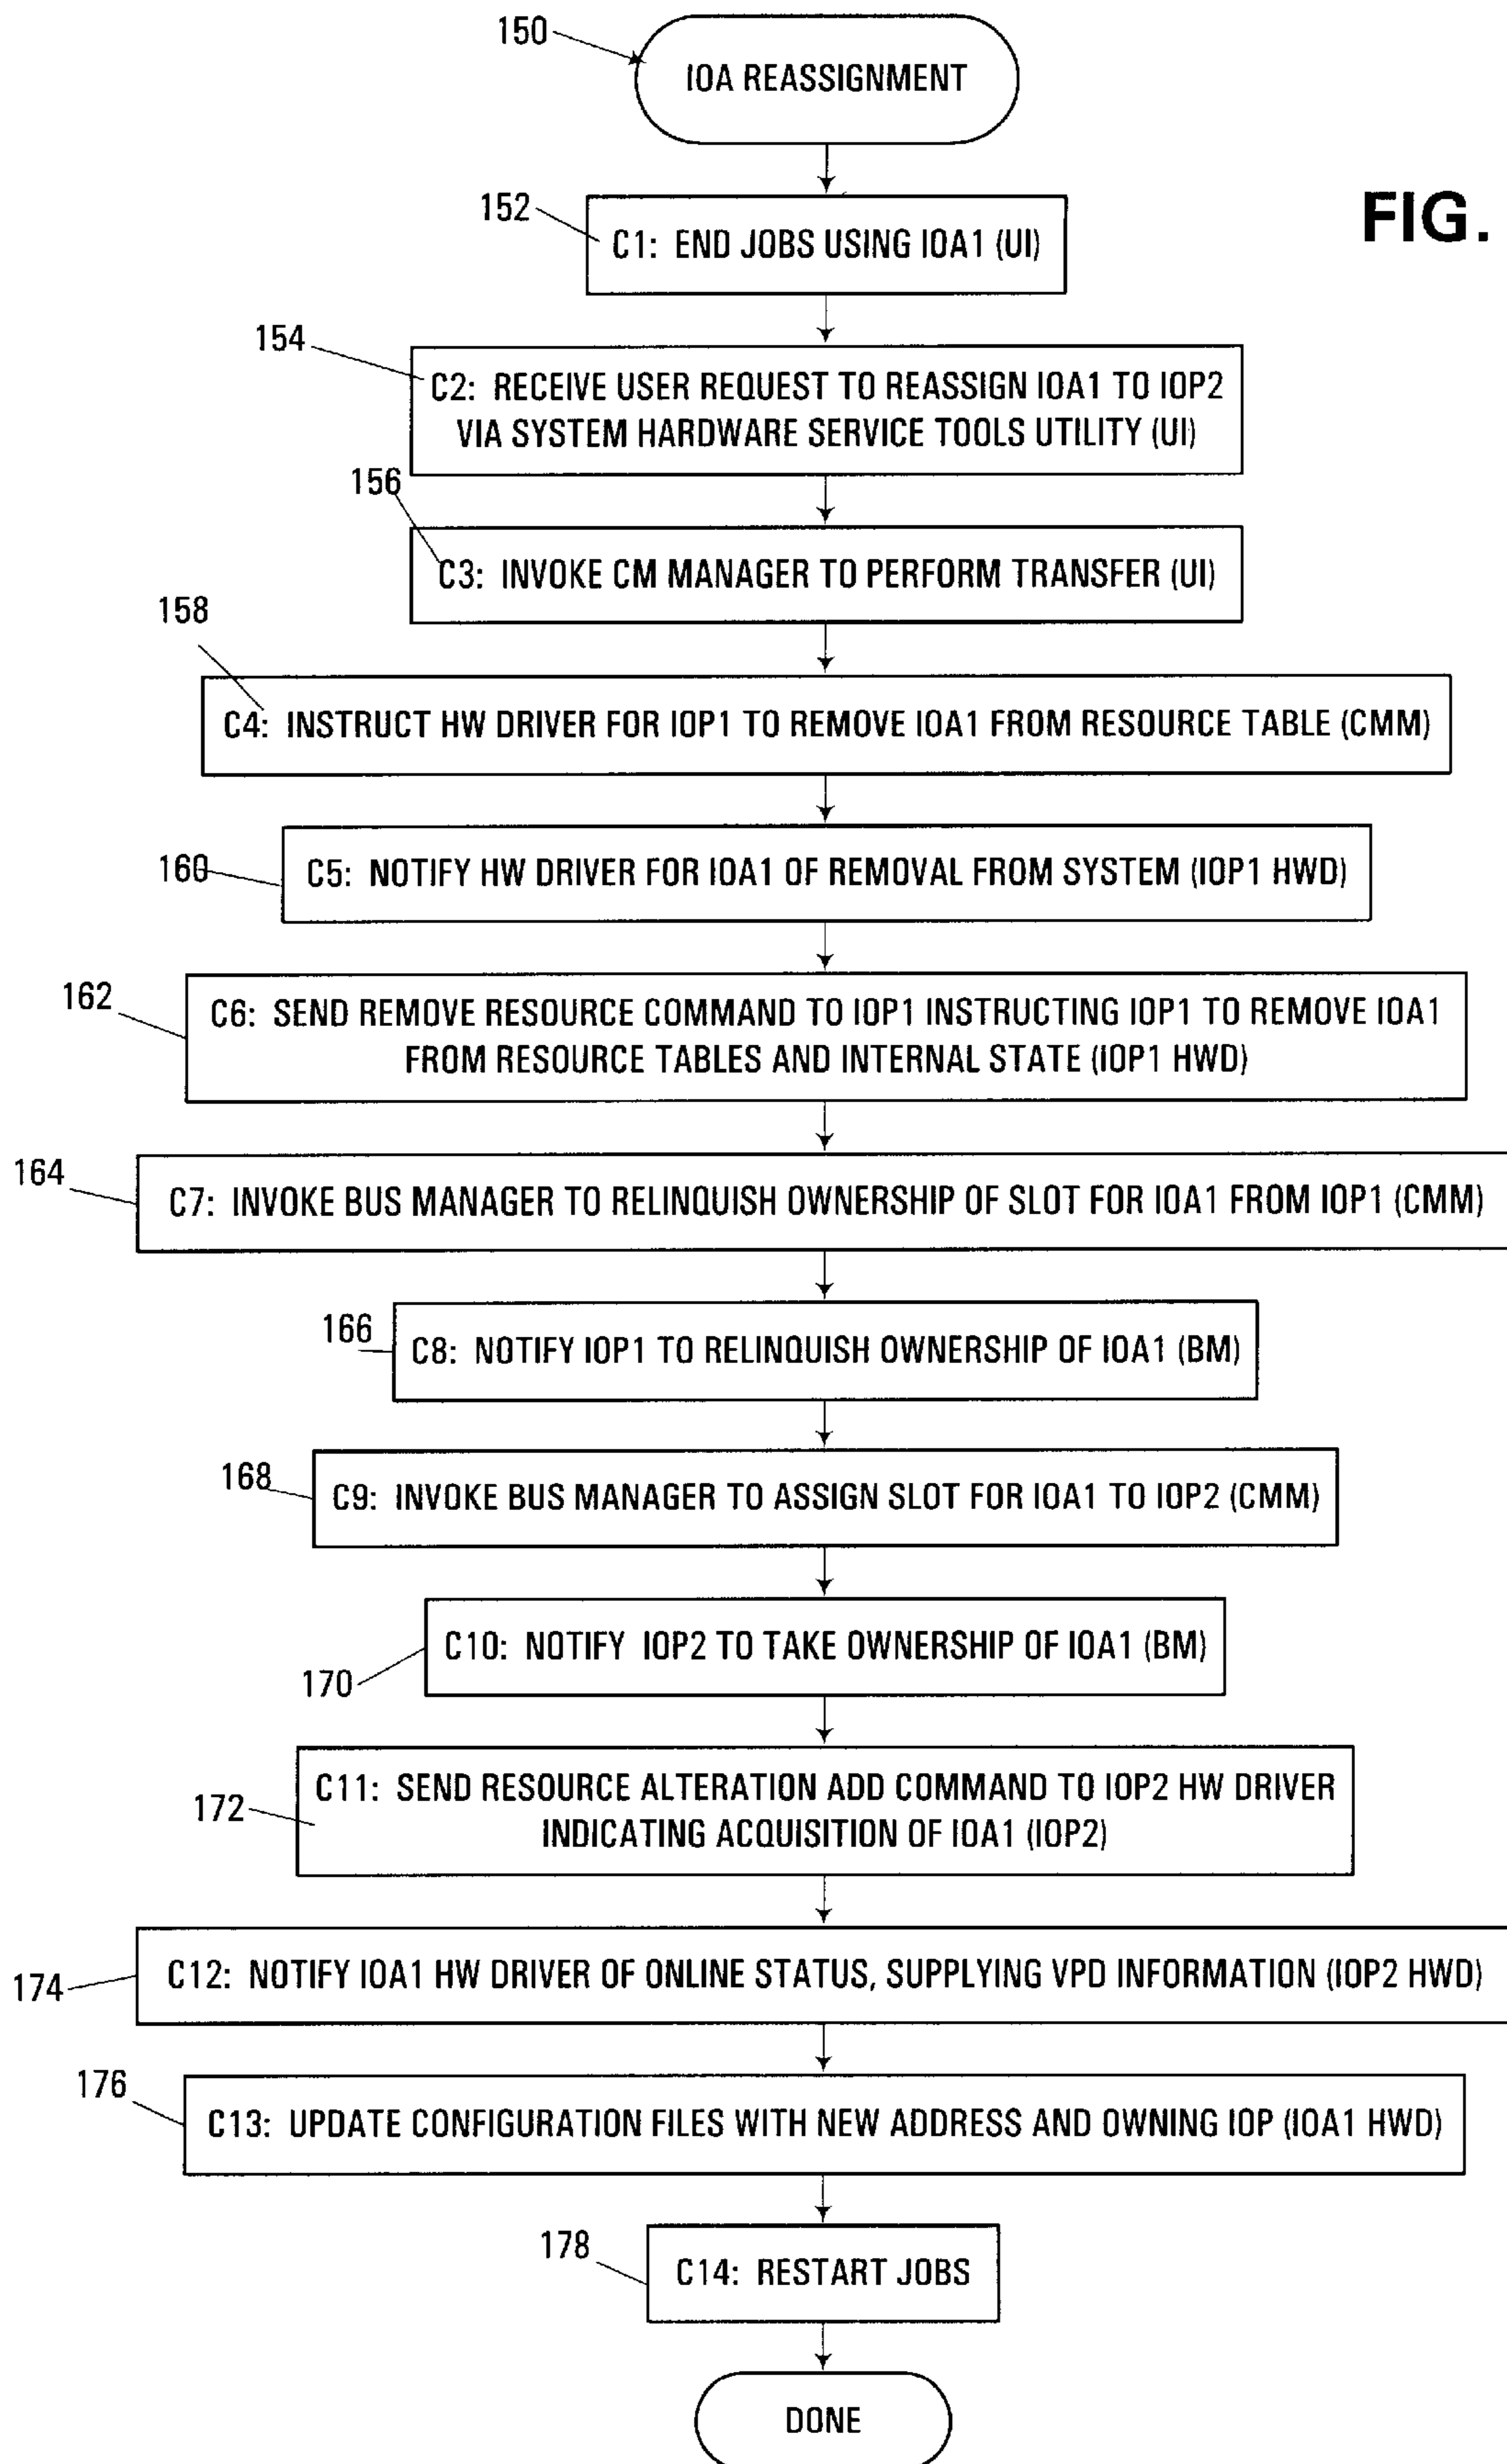 150
IOA REASSIGNMENT
FIG.
152
C1: END JOBS USING IOA1 (UI)
154
C2: RECEIVE USER REQUEST TO REASSIGN IOA1 TO IOP2
VIA SYSTEM HARDWARE SERVICE TOOLS UTILITY (UI)
156
C3: INVOKE CM MANAGER TO PERFORM TRANSFER (UI)
158
C4: INSTRUCT HW DRIVER FOR IOP1 TO REMOVE IOA1 FROM RESOURCE TABLE (CMM)
160
C5: NOTIFY HW DRIVER FOR IOA1 OF REMOVAL FROM SYSTEM (IOP1 HWD)
162
C6: SEND REMOVE RESOURCE COMMAND TO IOP1 INSTRUCTING IOP1 TO REMOVE IOA1
FROM RESOURCE TABLES AND INTERNAL STATE (IOP1 HWD)
164
C7: INVOKE BUS MANAGER TO RELINQUISH OWNERSHIP OF SLOT FOR IOA1 FROM IOP1 (CMM)
166
C8: NOTIFY IOP1 TO RELINQUISH OWNERSHIP OF IOA1 (BM)
168
C9: INVOKE BUS MANAGER TO ASSIGN SLOT FOR IOA1 TO IOP2 (CMM)
C10: NOTIFY IOP2 TO TAKE OWNERSHIP OF IOA1 (BM)
170
C11: SEND RESOURCE ALTERATION ADD COMMAND TO IOP2 HW DRIVER
INDICATING ACQUISITION OF IOA1 (IOP2)
172
C12: NOTIFY IOA1 HW DRIVER OF ONLINE STATUS, SUPPLYING VPD INFORMATION (IOP2 HWD)
174
176
C13: UPDATE CONFIGURATION FILES WITH NEW ADDRESS AND OWNING IOP (IOA1 HWD)
178
C14: RESTART JOBS
DONE